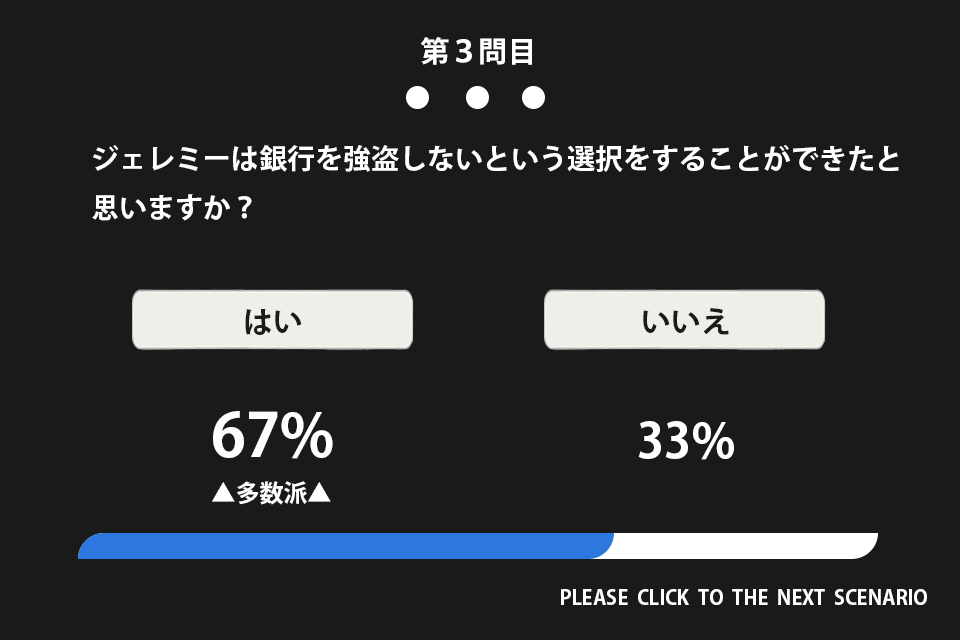 第３問目
ジェレミーは銀行を強盗しないという選択をすることができたと
思いますか？
はい
いいえ
67%
33%
▲多数派▲
PLEASE CLICK TO THE NEXT SCENARIO